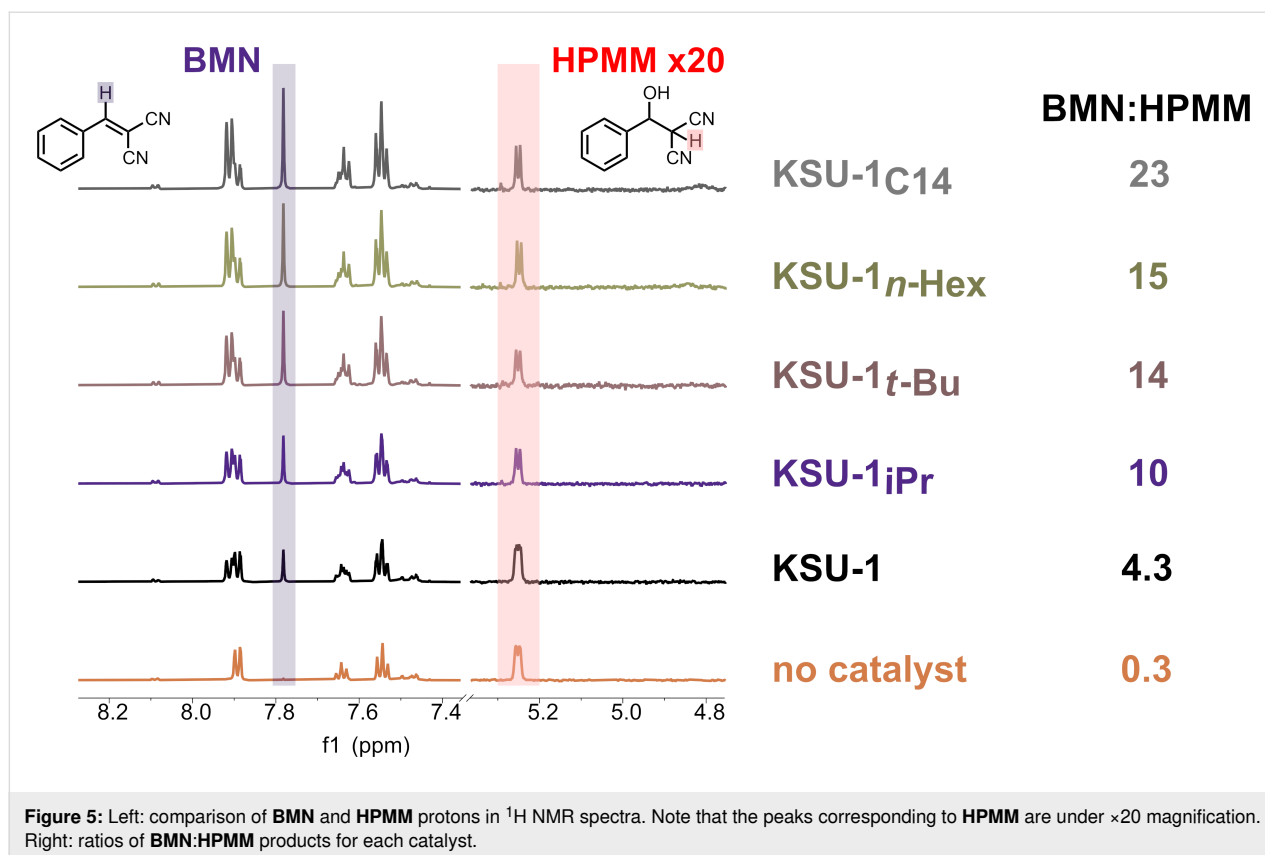 BMN
HPMM x20
H
CN
CN
OH
CN
H
CN
BMN:HPMM
KSU-1C14 23
KSU-1n-Hex 15
KSU-1t-Bu 14
KSU-1iPr 10
KSU-1 4.3
no catalyst 0.3
8.2 8.0 7.8 7.6 7.4 5.2 5.0 4.8
f1 (ppm)
Figure 5: Left: comparison of BMN and HPMM protons in 1H NMR spectra. Note that the peaks corresponding to HPMM are under ×20 magnification.
Right: ratios of BMN:HPMM products for each catalyst.